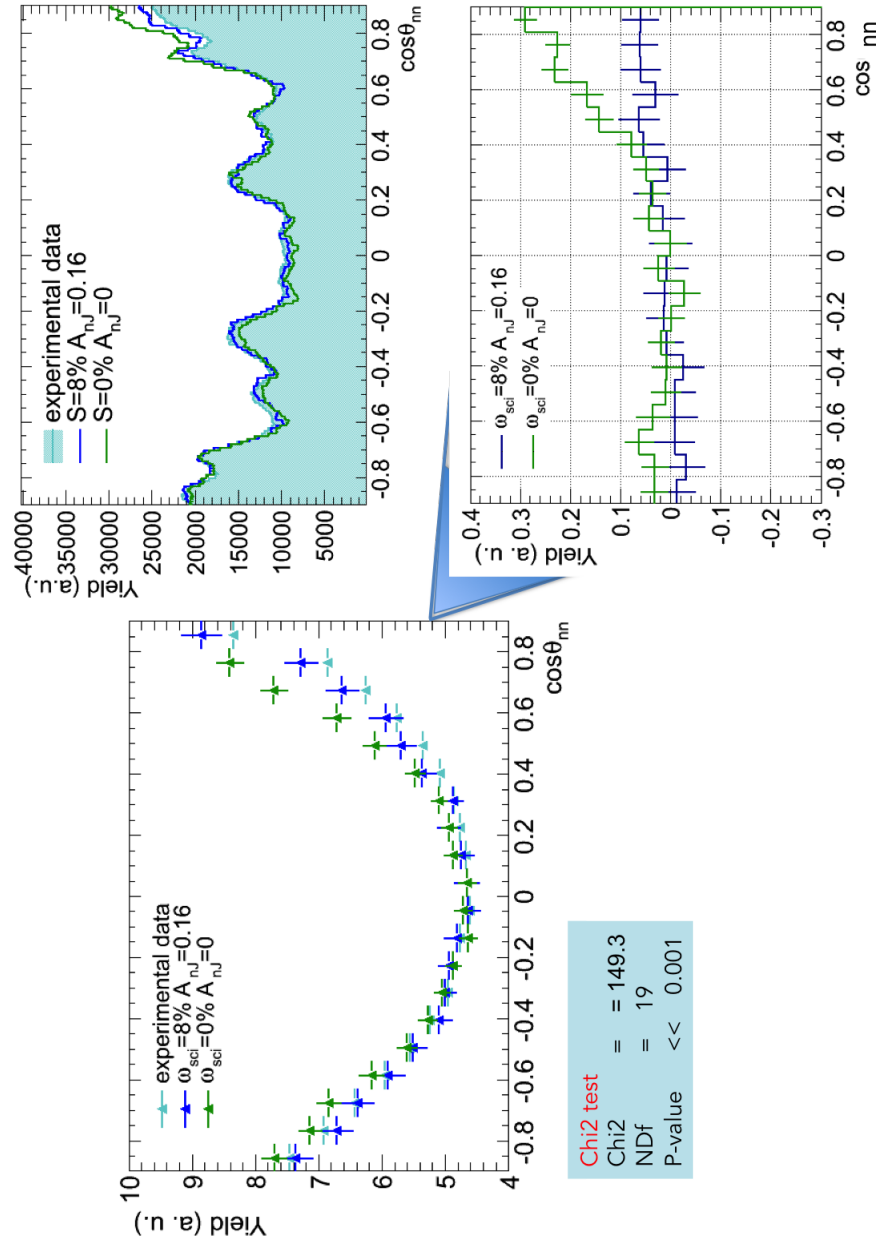 Yield (a. u.)
10
9
8
7
6
5
4
experimental data
ω_sci=8% A_nJ=0.16
ω_sci=0% A_nJ=0
-0.8 -0.6 -0.4 -0.2 0 0.2 0.4 0.6 0.8
cosθ_nn
Chi2 test
Chi2 = = 149.3
NDf = 19
P-value << 0.001
Yield (a.u.)
40000
35000
30000
25000
20000
15000
10000
5000
experimental data
S=8% A_nJ=0.16
S=0% A_nJ=0
-0.8 -0.6 -0.4 -0.2 0 0.2 0.4 0.6 0.8
cosθ_nn
Yield (a. u.)
0.4
0.3
0.2
0.1
0
-0.1
-0.2
-0.3
ω_sci=8% A_nJ=0.16
ω_sci=0% A_nJ=0
-0.8 -0.6 -0.4 -0.2 0 0.2 0.4 0.6 0.8
cos nn